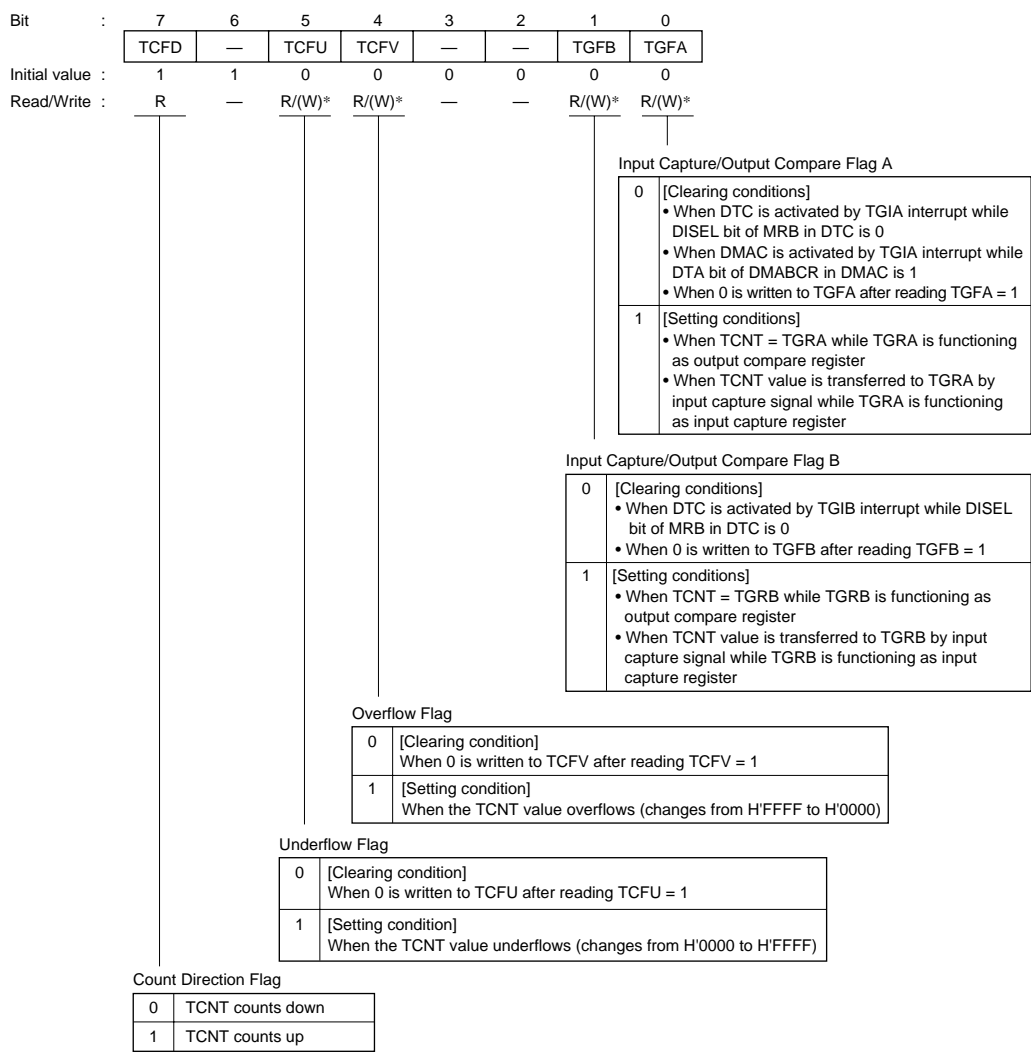 Bit : 7 6 5 4 3 2 1 0
TCFD — TCFU TCFV — — TGFB TGFA
Initial value : 1 1 0 0 0 0 0 0
Read/Write : R — R/(W)* R/(W)* — — R/(W)* R/(W)*
Input Capture/Output Compare Flag A
0 [Clearing conditions]
• When DTC is activated by TGIA interrupt while
DISEL bit of MRB in DTC is 0
• When DMAC is activated by TGIA interrupt while
DTA bit of DMABCR in DMAC is 1
• When 0 is written to TGFA after reading TGFA = 1
1 [Setting conditions]
• When TCNT = TGRA while TGRA is functioning
as output compare register
• When TCNT value is transferred to TGRA by
input capture signal while TGRA is functioning
as input capture register
Input Capture/Output Compare Flag B
0 [Clearing conditions]
• When DTC is activated by TGIB interrupt while DISEL
bit of MRB in DTC is 0
• When 0 is written to TGFB after reading TGFB = 1
1 [Setting conditions]
• When TCNT = TGRB while TGRB is functioning as
output compare register
• When TCNT value is transferred to TGRB by input
capture signal while TGRB is functioning as input
capture register
Overflow Flag
0 [Clearing condition]
When 0 is written to TCFV after reading TCFV = 1
1 [Setting condition]
When the TCNT value overflows (changes from H'FFFF to H'0000)
Underflow Flag
0 [Clearing condition]
When 0 is written to TCFU after reading TCFU = 1
1 [Setting condition]
When the TCNT value underflows (changes from H'0000 to H'FFFF)
Count Direction Flag
0 TCNT counts down
1 TCNT counts up